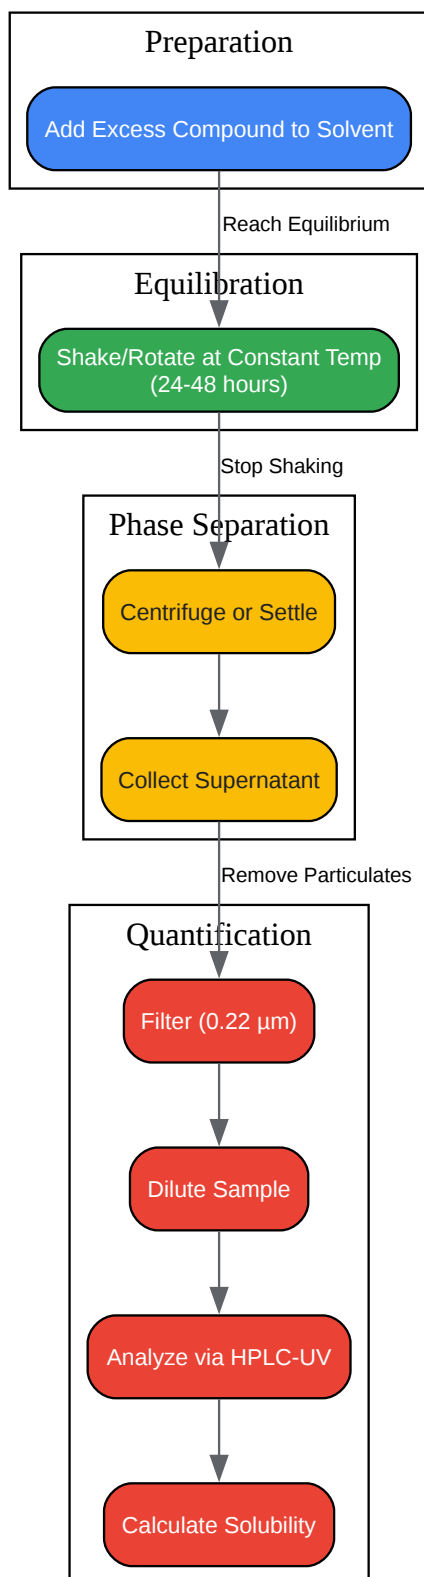 Preparation
Add Excess Compound to Solvent
Reach Equilibrium
Equilibration
Shake/Rotate at Constant Temp
(24-48 hours)
Stop Shaking
Phase Separation
Centrifuge or Settle
Collect Supernatant
Remove Particulates
Quantification
Filter (0.22 µm)
Dilute Sample
Analyze via HPLC-UV
Calculate Solubility